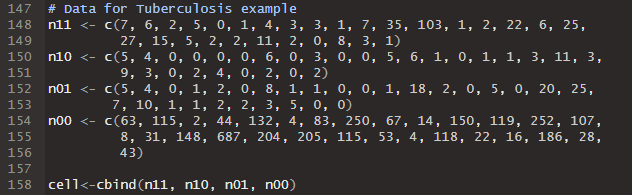 147 # Data for Tuberculosis example
148 n11 <- c(7, 6, 2, 5, 0, 1, 4, 3, 3, 1, 7, 35, 103, 1, 2, 22, 6, 25,
149 27, 15, 5, 2, 2, 11, 2, 0, 8, 3, 1)
150 n10 <- c(5, 4, 0, 0, 0, 0, 6, 0, 3, 0, 0, 5, 6, 1, 0, 1, 1, 3, 11, 3,
151 9, 3, 0, 2, 4, 0, 2, 0, 2)
152 n01 <- c(5, 4, 0, 1, 2, 0, 8, 1, 1, 0, 0, 1, 18, 2, 0, 5, 0, 20, 25,
153 7, 10, 1, 1, 2, 2, 3, 5, 0, 0)
154 n00 <- c(63, 115, 2, 44, 132, 4, 83, 250, 67, 14, 150, 119, 252, 107,
155 8, 31, 148, 687, 204, 205, 115, 53, 4, 118, 22, 16, 186, 28,
156 43)
157
158 cell<-cbind(n11, n10, n01, n00)